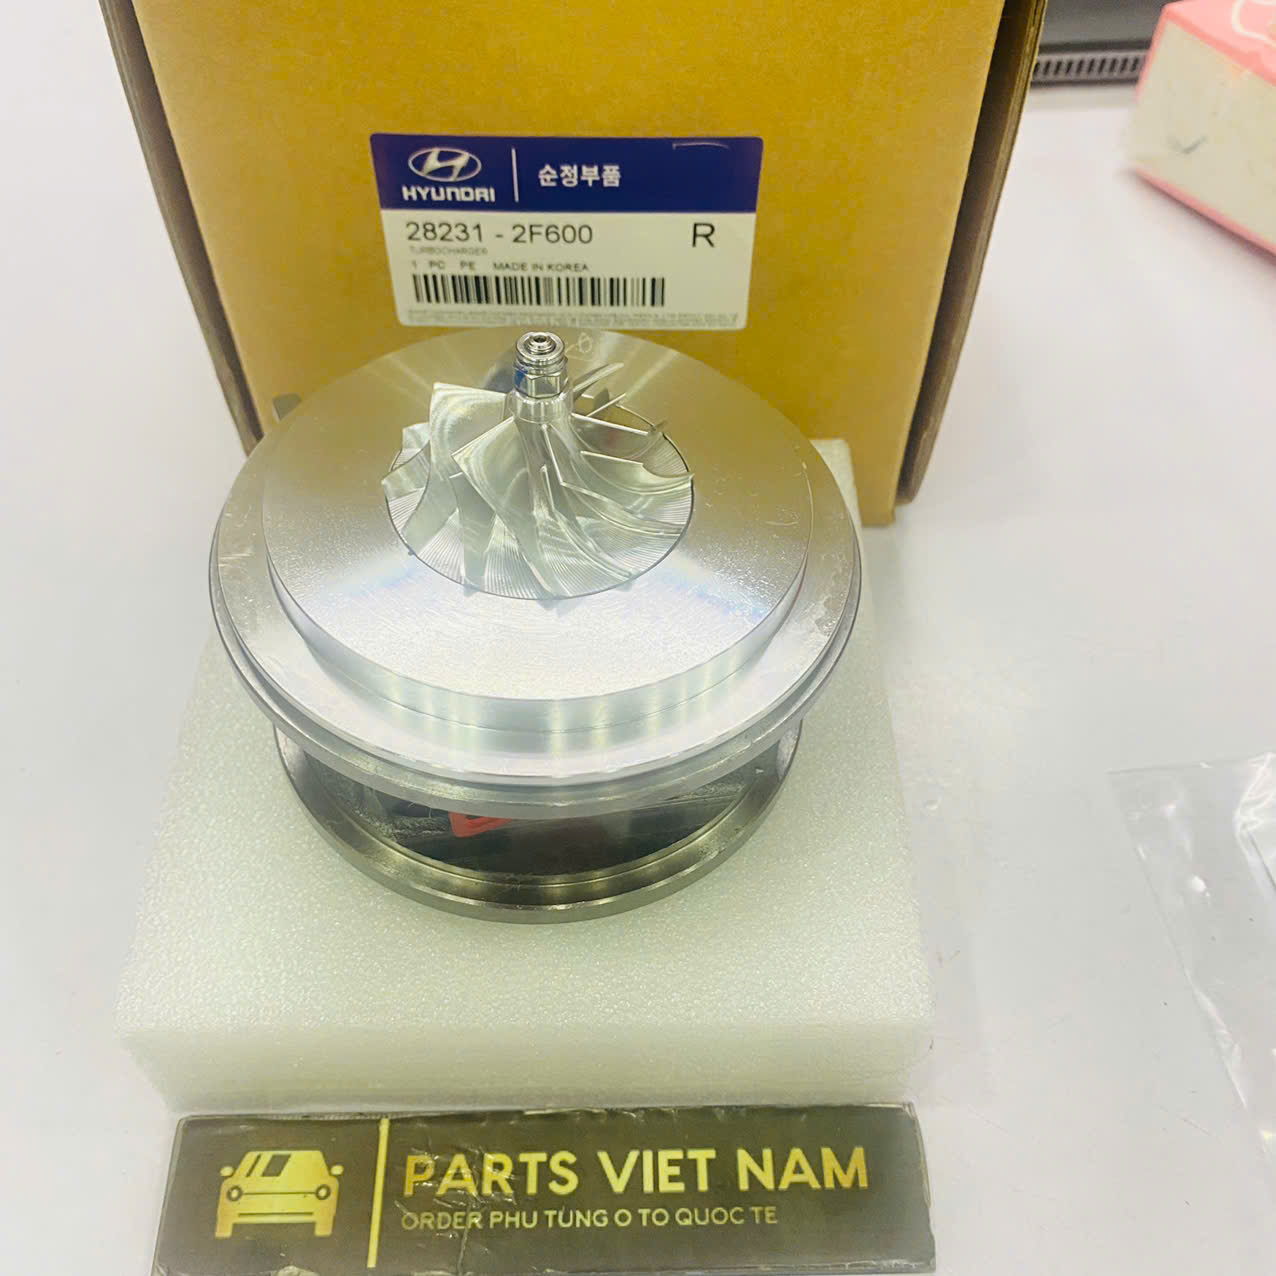 HYUNDAI
순정부품
28231 - 2F600 R
TURBOCHARGER
1 PC PE MADE IN KOREA
PARTS VIET NAM
ORDER PHU TUNG O TO QUOC TE